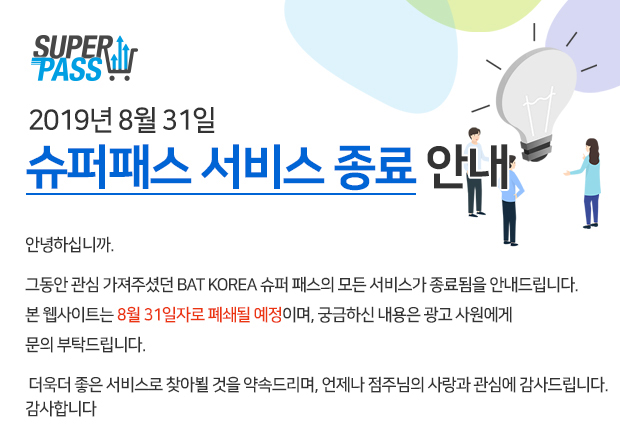 SUPER
PASS
2019년 8월 31일
슈퍼패스 서비스 종료 안내
안녕하십니까.
그동안 관심 가져주셨던 BAT KOREA 슈퍼 패스의 모든 서비스가 종료됨을 안내드립니다.
본 웹사이트는 8월 31일자로 폐쇄될 예정이며, 궁금하신 내용은 광고 사원에게
문의 부탁드립니다.
더욱더 좋은 서비스로 찾아뵐 것을 약속드리며, 언제나 점주님의 사랑과 관심에 감사드립니다.
감사합니다